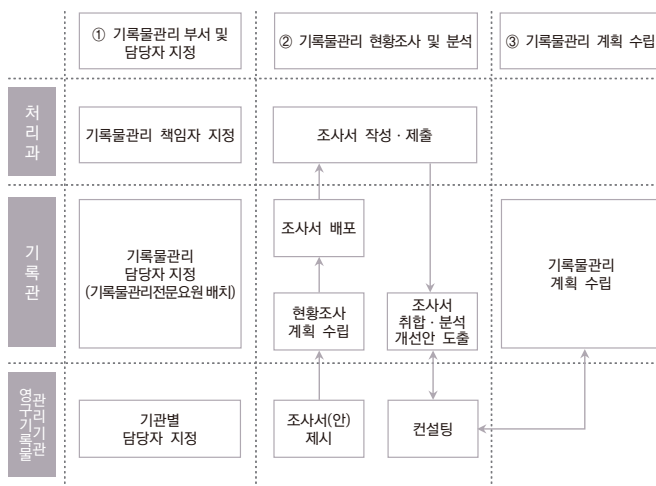 ① 기록물관리 부서 및
담당자 지정
② 기록물관리 현황조사 및 분석
③ 기록물관리 계획 수립
처리과
기록물관리 책임자 지정
조사서 작성 · 제출
기록관
기록물관리
담당자 지정
(기록물관리전문요원 배치)
조사서 배포
현황조사
계획 수립
조사서
취합 · 분석
개선안 도출
기록물관리
계획 수립
영구기록물
관리기관
기관별
담당자 지정
조사서(안)
제시
컨설팅